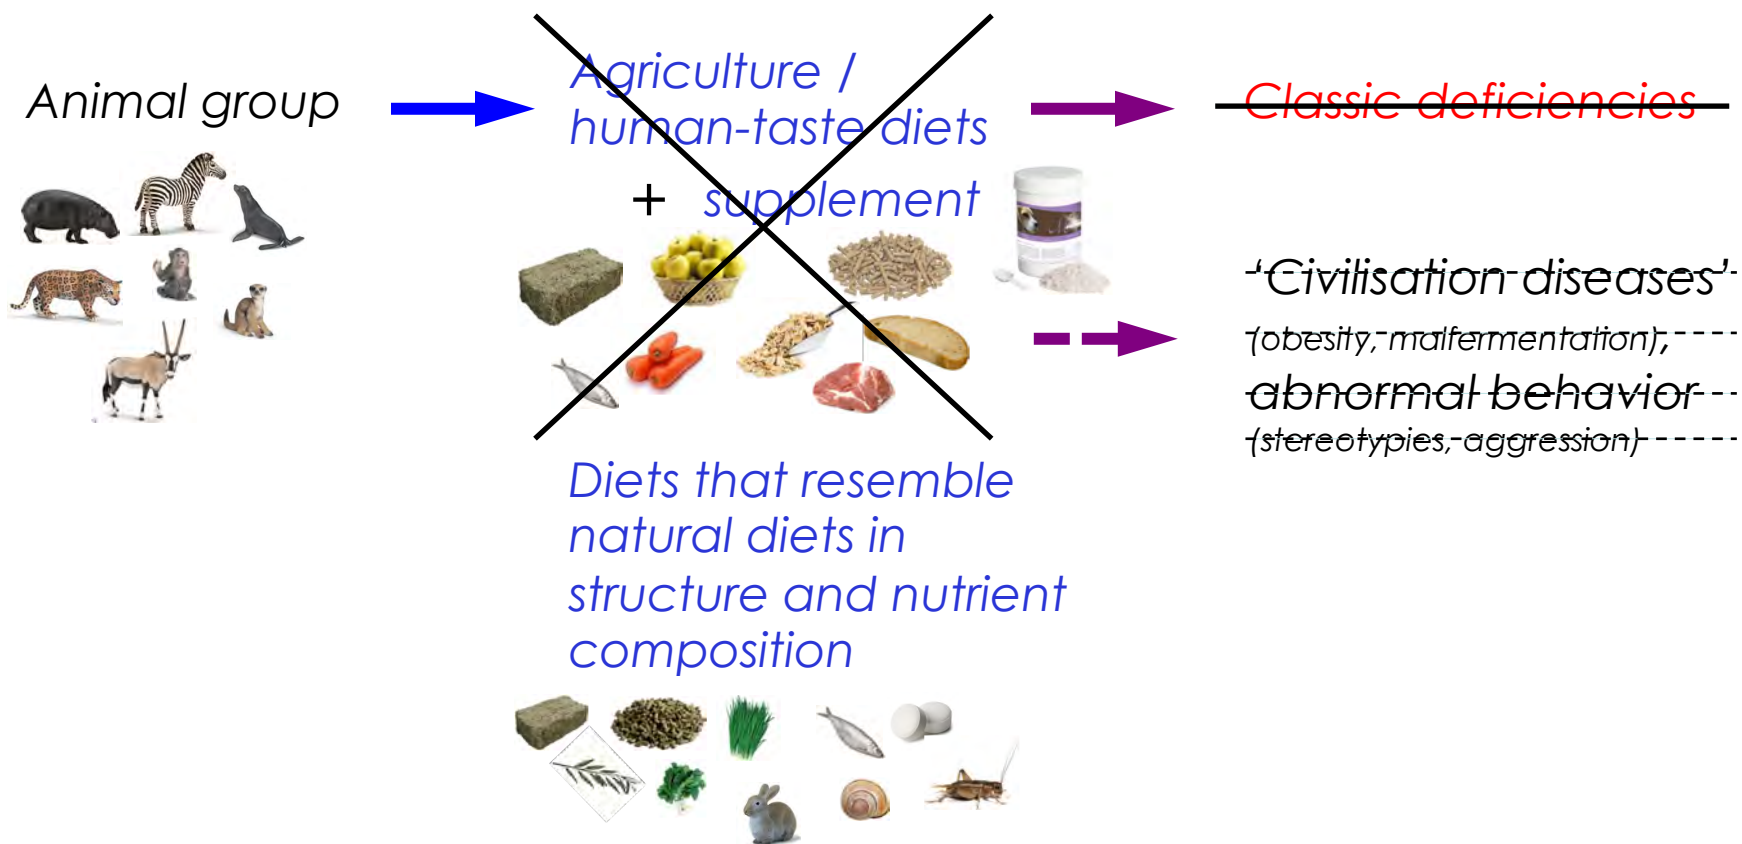 Animal group
Agriculture /
human-taste diets
+ supplement
Classic deficiencies
‘Civilisation diseases’
(obesity, malfermentation),
abnormal behavior
(stereotypies, aggression)
Diets that resemble
natural diets in
structure and nutrient
composition